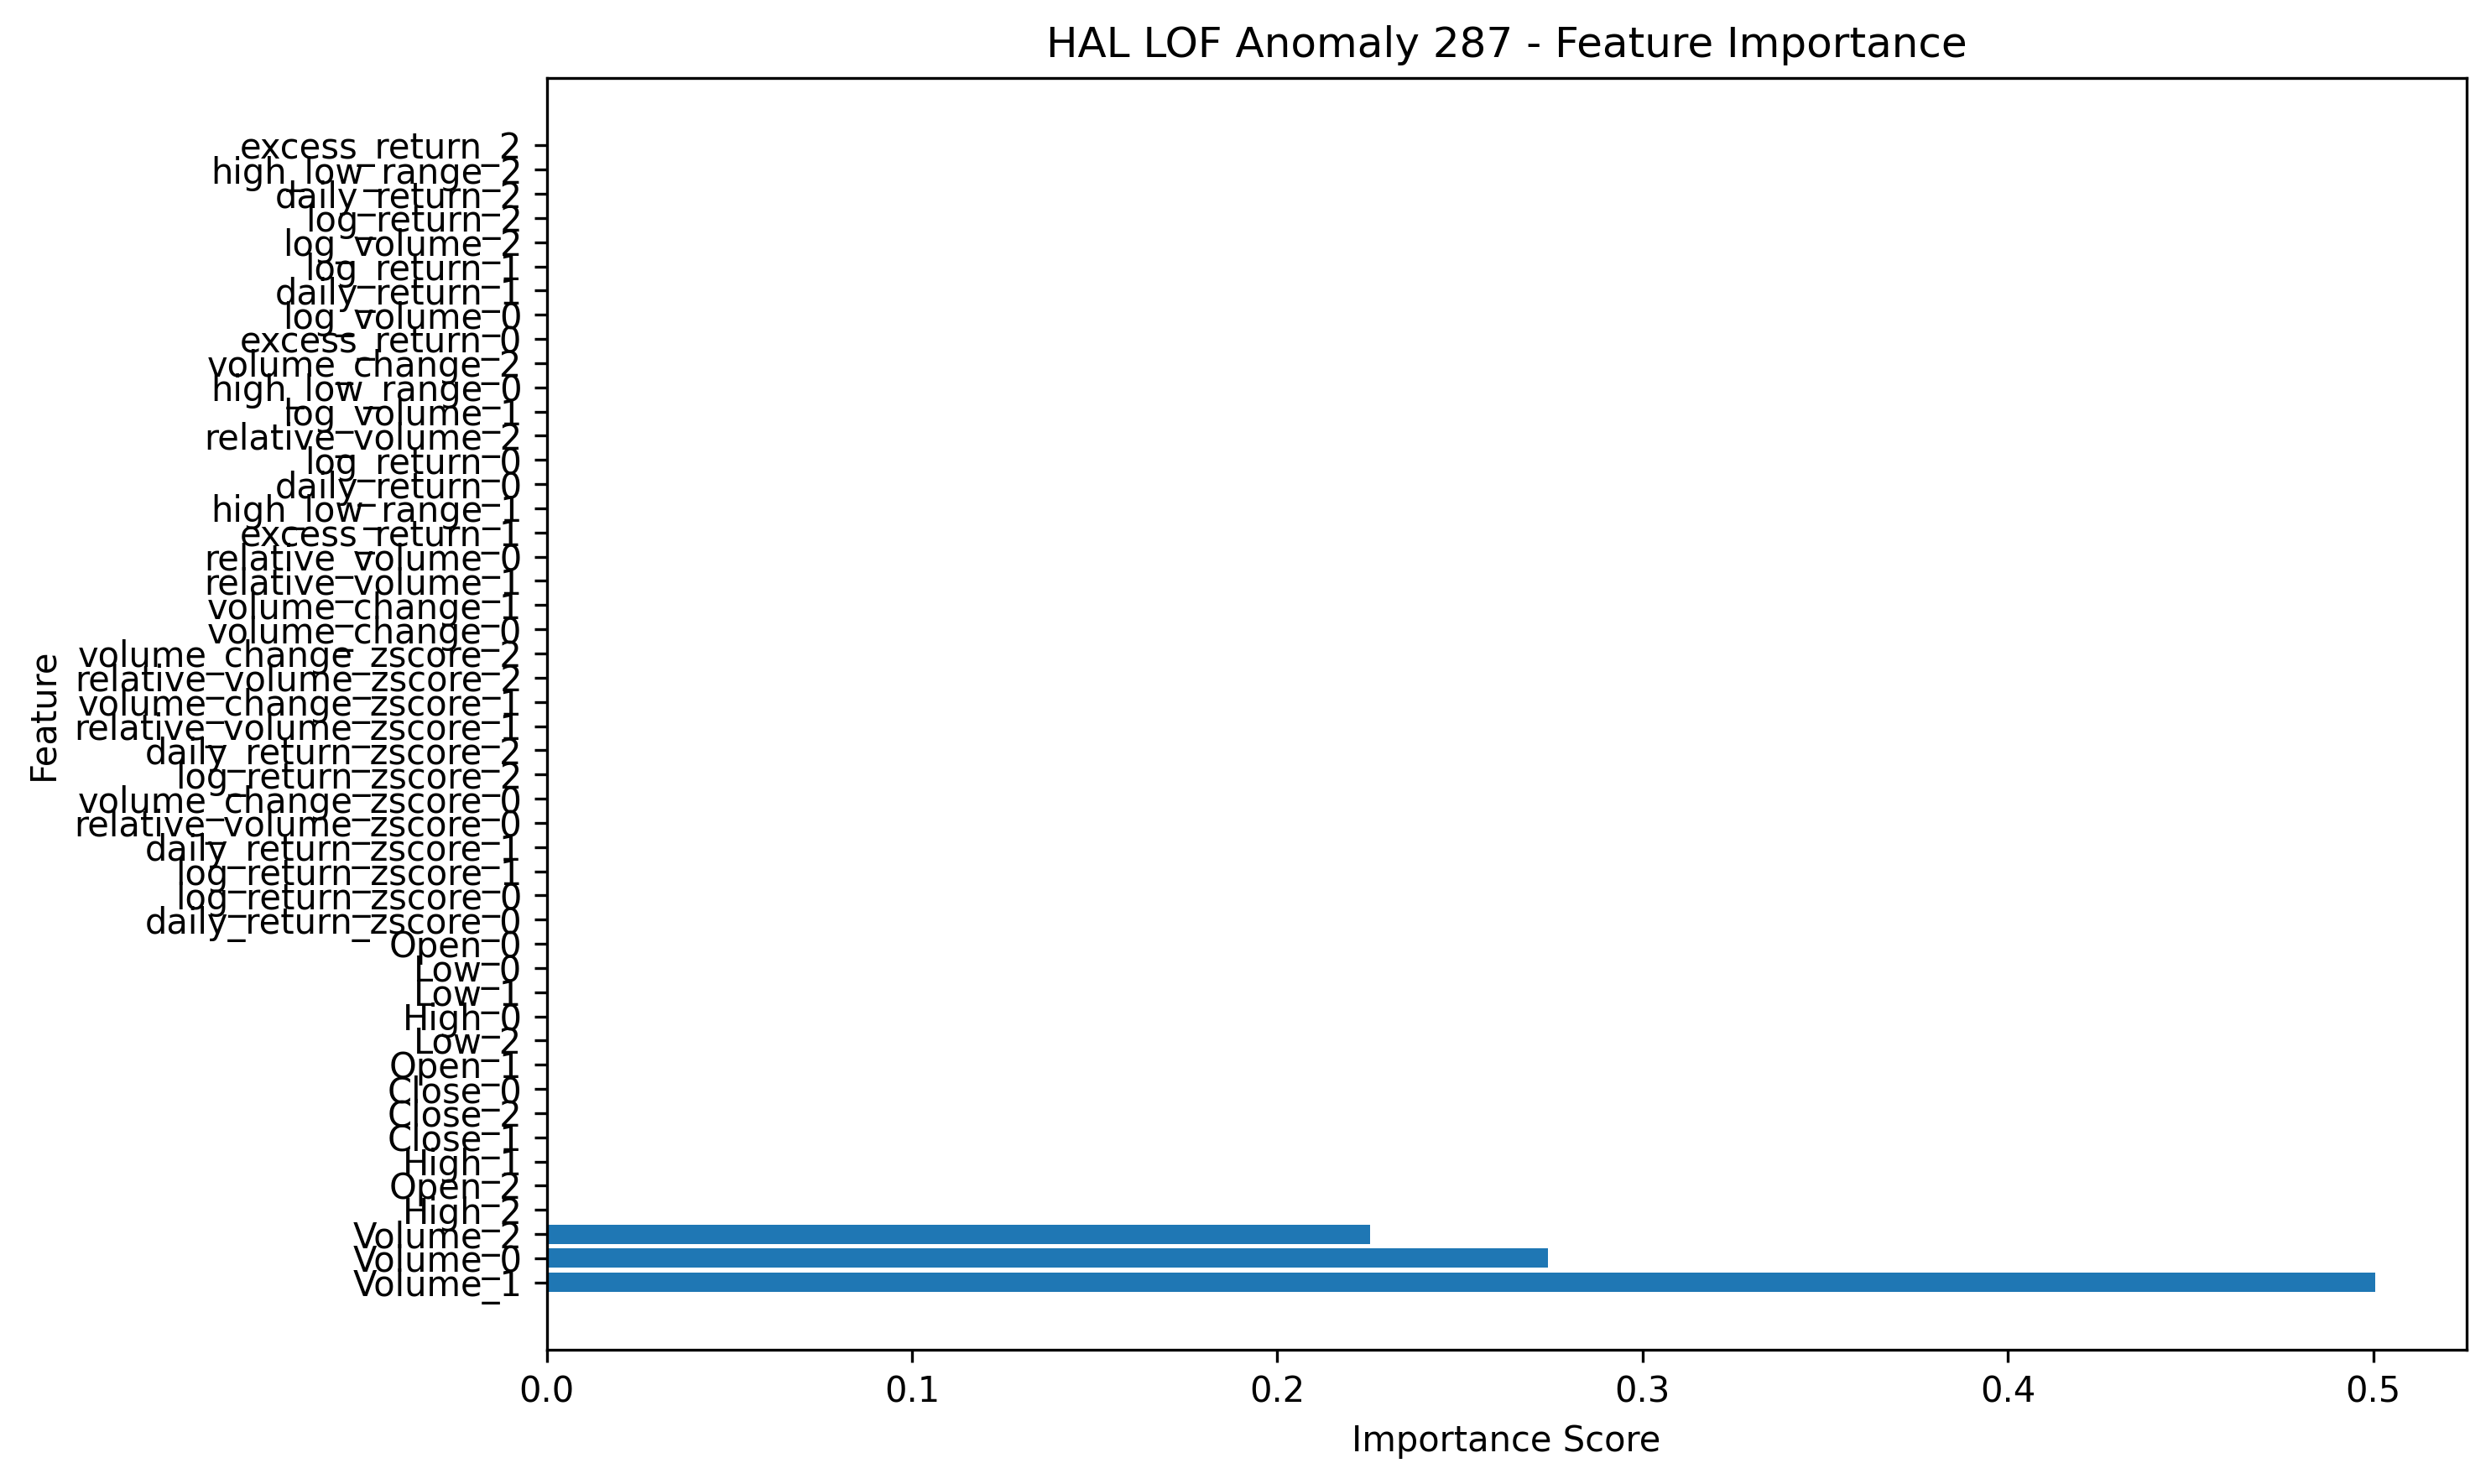 HAL LOF Anomaly 287 - Feature Importance
excess_return_2
high_low_range_2
daily_return_2
log_return_2
log_volume_2
log_return_1
daily_return_1
log_volume_0
excess_return_0
volume_change_2
high_low_range_0
log_volume_1
relative_volume_2
log_return_0
daily_return_0
high_low_range_1
excess_return_1
relative_volume_0
relative_volume_1
volume_change_1
volume_change_0
volume_change_zscore_2
relative_volume_zscore_2
volume_change_zscore_1
relative_volume_zscore_1
daily_return_zscore_2
log_return_zscore_2
volume_change_zscore_0
relative_volume_zscore_0
daily_return_zscore_1
log_return_zscore_1
log_return_zscore_0
daily_return_zscore_0
Open_0
Low_0
Low_1
High_0
Low_2
Open_1
Close_0
Close_2
Close_1
High_1
Open_2
High_2
Volume_2
Volume_0
Volume_1
Feature
0.0 0.1 0.2 0.3 0.4 0.5
Importance Score